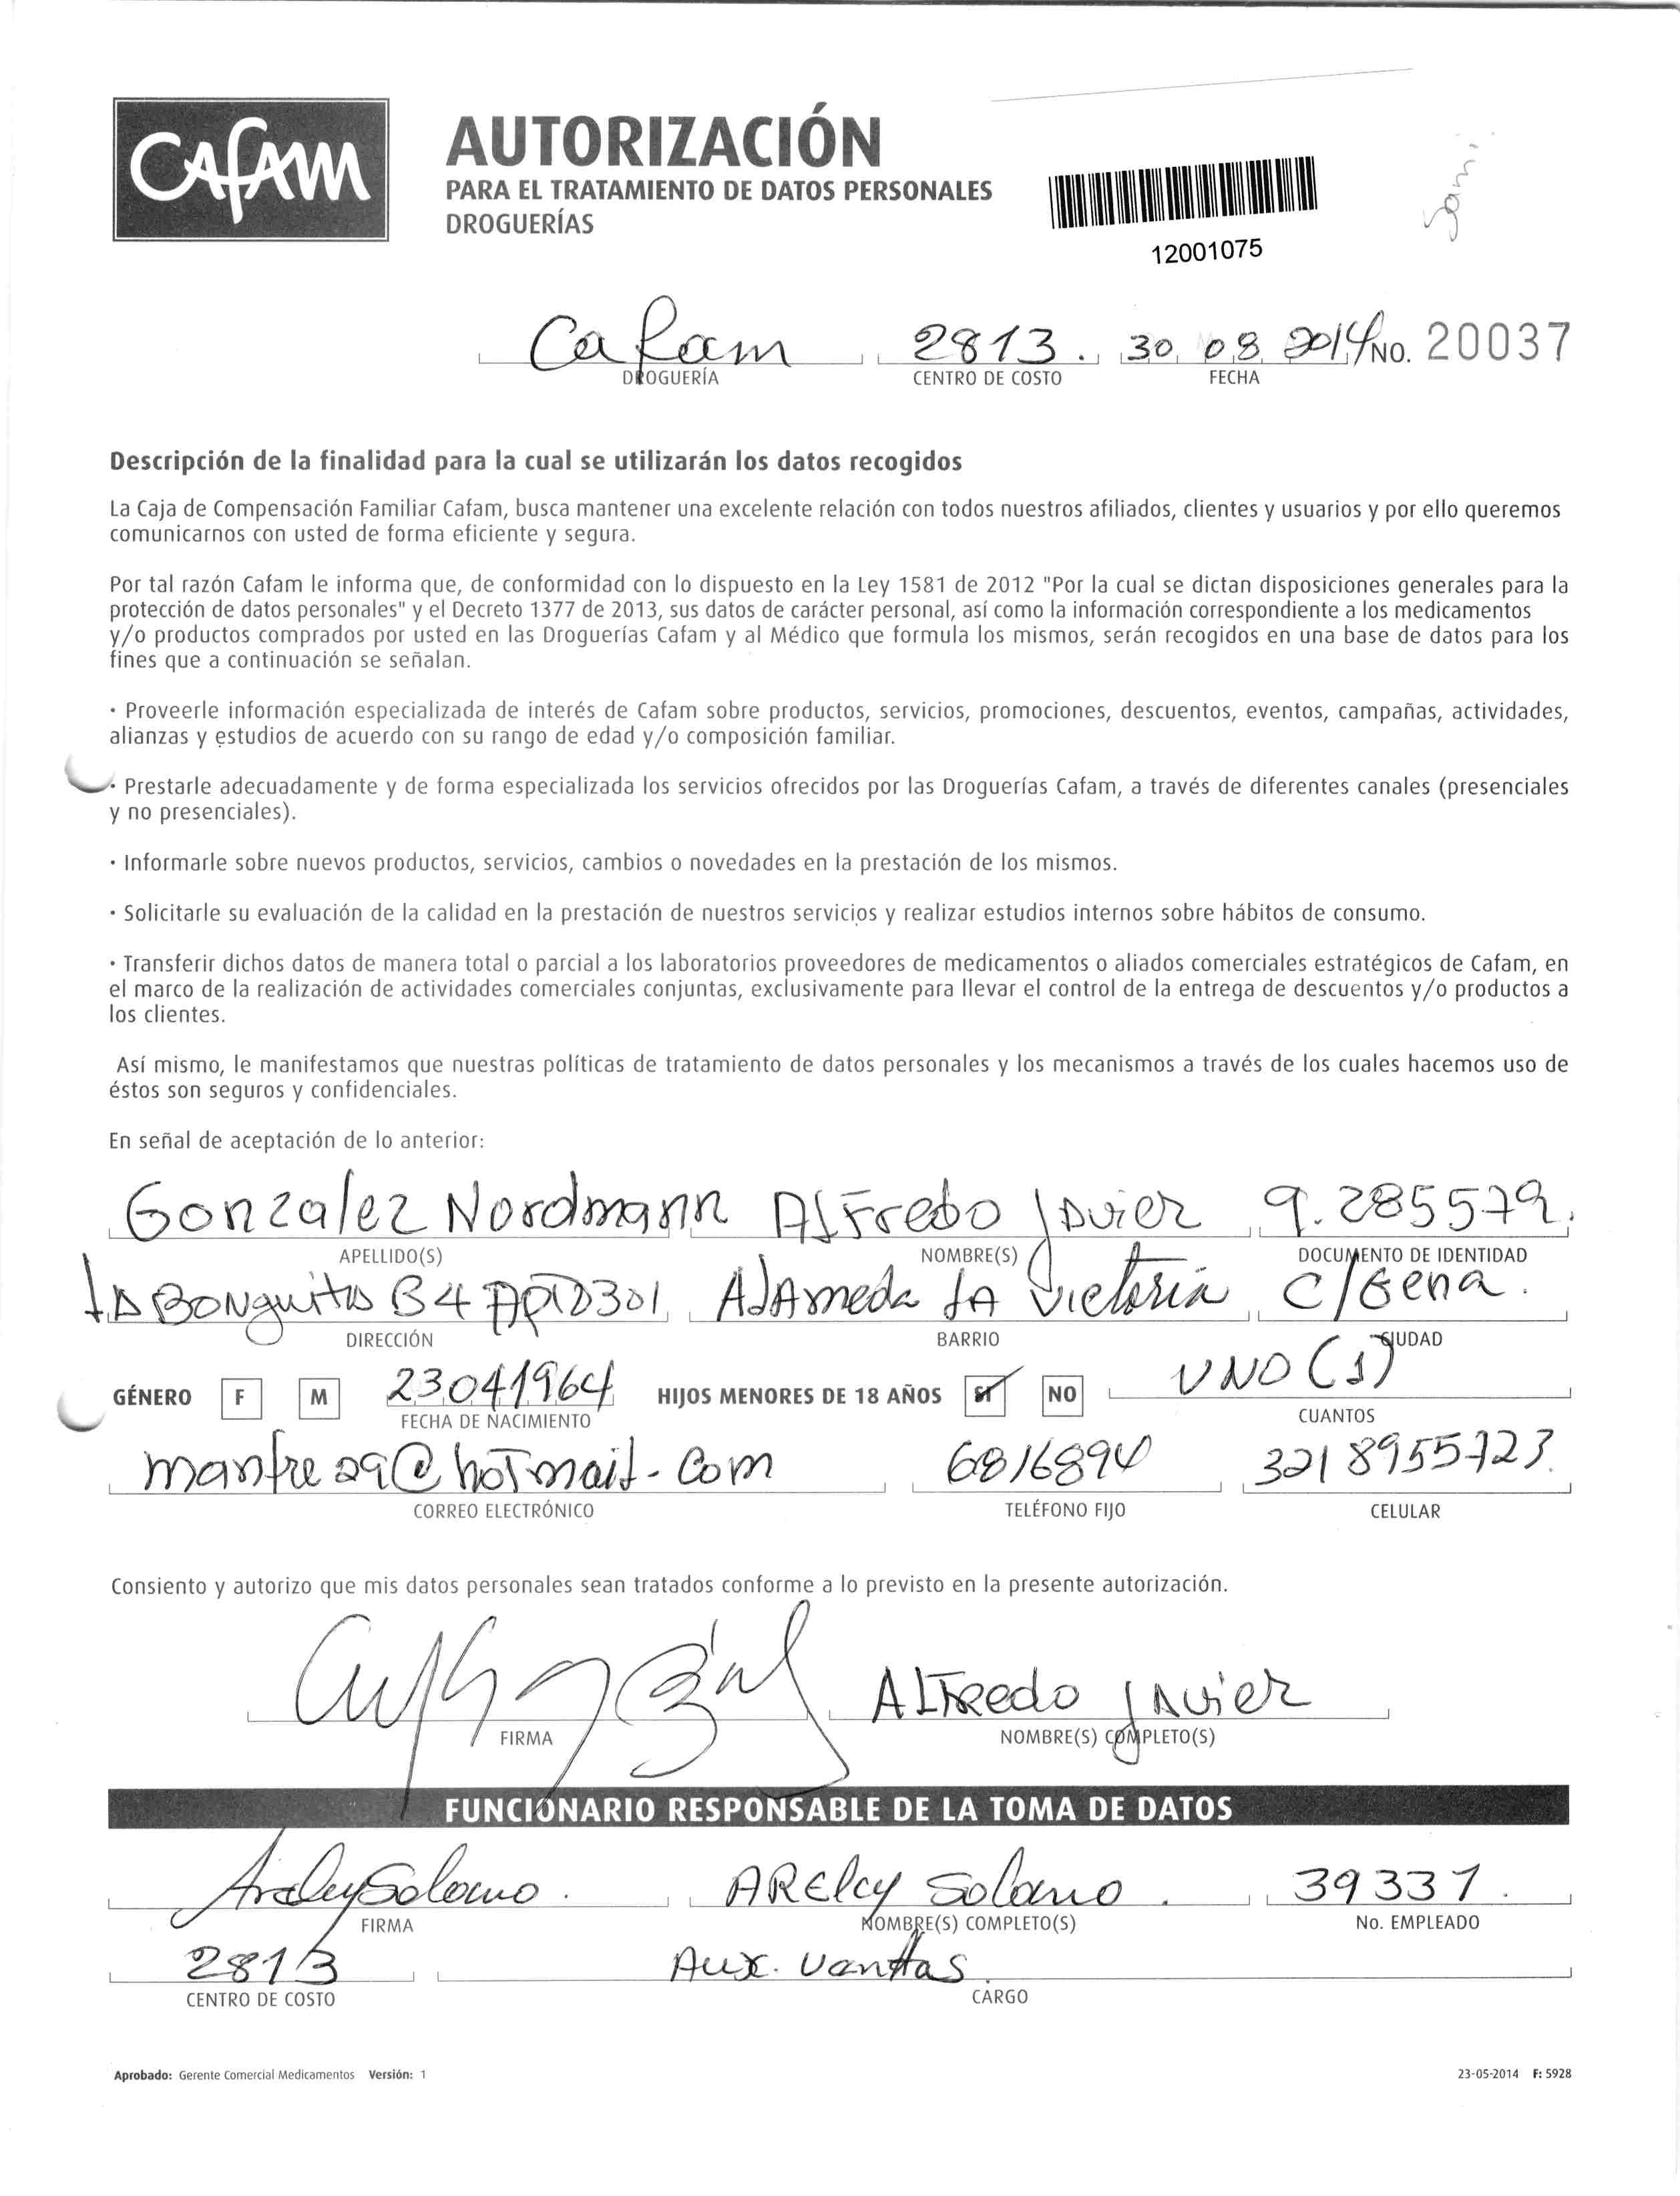 CAFAM
AUTORIZACIÓN
PARA EL TRATAMIENTO DE DATOS PERSONALES
DROGUERÍAS
12001075
Cafam 2813. 30 08 2014 No. 20037
DROGUERÍA CENTRO DE COSTO FECHA
Descripción de la finalidad para la cual se utilizarán los datos recogidos
La Caja de Compensación Familiar Cafam, busca mantener una excelente relación con todos nuestros afiliados, clientes y usuarios y por ello queremos
comunicarnos con usted de forma eficiente y segura.
Por tal razón Cafam le informa que, de conformidad con lo dispuesto en la Ley 1581 de 2012 "Por la cual se dictan disposiciones generales para la
protección de datos personales" y el Decreto 1377 de 2013, sus datos de carácter personal, así como la información correspondiente a los medicamentos
y/o productos comprados por usted en las Droguerías Cafam y al Médico que formula los mismos, serán recogidos en una base de datos para los
fines que a continuación se señalan.
· Proveerle información especializada de interés de Cafam sobre productos, servicios, promociones, descuentos, eventos, campañas, actividades,
alianzas y estudios de acuerdo con su rango de edad y/o composición familiar.
· Prestarle adecuadamente y de forma especializada los servicios ofrecidos por las Droguerías Cafam, a través de diferentes canales (presenciales
y no presenciales).
· Informarle sobre nuevos productos, servicios, cambios o novedades en la prestación de los mismos.
· Solicitarle su evaluación de la calidad en la prestación de nuestros servicios y realizar estudios internos sobre hábitos de consumo.
· Transferir dichos datos de manera total o parcial a los laboratorios proveedores de medicamentos o aliados comerciales estratégicos de Cafam, en
el marco de la realización de actividades comerciales conjuntas, exclusivamente para llevar el control de la entrega de descuentos y/o productos a
los clientes.
Así mismo, le manifestamos que nuestras políticas de tratamiento de datos personales y los mecanismos a través de los cuales hacemos uso de
éstos son seguros y confidenciales.
En señal de aceptación de lo anterior:
Gonzalez Nordmann Alfredo Javier 9.285579.
APELLIDO(S) NOMBRE(S) DOCUMENTO DE IDENTIDAD
LA BONguitA B4 APTO301 AlAmeda LA Victoria C/Gena.
DIRECCIÓN BARRIO CIUDAD
GÉNERO F M 23041964 HIJOS MENORES DE 18 AÑOS SI NO UNO (1)
FECHA DE NACIMIENTO CUANTOS
manfre29@hotmail.com 6816894 321 8955723.
CORREO ELECTRÓNICO TELÉFONO FIJO CELULAR
Consiento y autorizo que mis datos personales sean tratados conforme a lo previsto en la presente autorización.
Alfredo Javier
FIRMA NOMBRE(S) COMPLETO(S)
FUNCIONARIO RESPONSABLE DE LA TOMA DE DATOS
Arelcy Solano. ARElcy Solano. 39337.
FIRMA NOMBRE(S) COMPLETO(S) No. EMPLEADO
2813 Aux. Ventas.
CENTRO DE COSTO CARGO
Aprobado: Gerente Comercial Medicamentos Versión: 1 23-05-2014 F: 5928